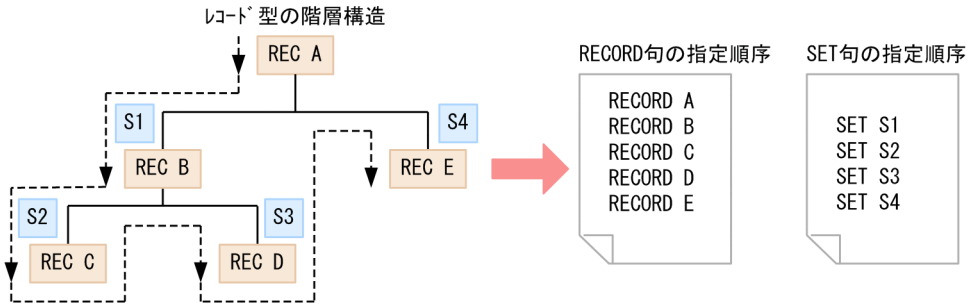 ﾚｺｰﾄﾞ型の階層構造
REC A
S1
S4
REC B
REC E
S2
S3
REC C
REC D
RECORD句の指定順序
RECORD A
RECORD B
RECORD C
RECORD D
RECORD E
SET句の指定順序
SET S1
SET S2
SET S3
SET S4